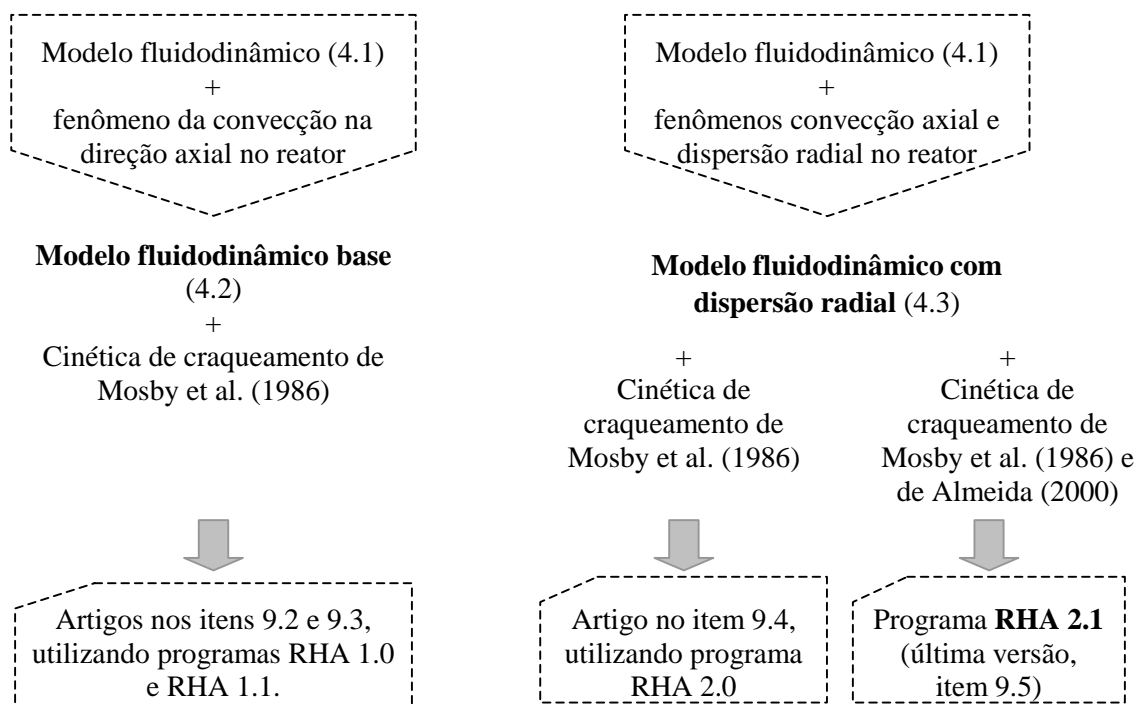 Modelo fluidodinâmico (4.1)
+
fenômeno da convecção na
direção axial no reator
Modelo fluidodinâmico base
(4.2)
+
Cinética de craqueamento de
Mosby et al. (1986)
Artigos nos itens 9.2 e 9.3,
utilizando programas RHA 1.0
e RHA 1.1.
Modelo fluidodinâmico (4.1)
+
fenômenos convecção axial e
dispersão radial no reator
Modelo fluidodinâmico com
dispersão radial (4.3)
+
Cinética de
craqueamento de
Mosby et al. (1986)
Artigo no item 9.4,
utilizando programa
RHA 2.0
+
Cinética de
craqueamento de
Mosby et al. (1986) e
de Almeida (2000)
Programa RHA 2.1
(última versão,
item 9.5)